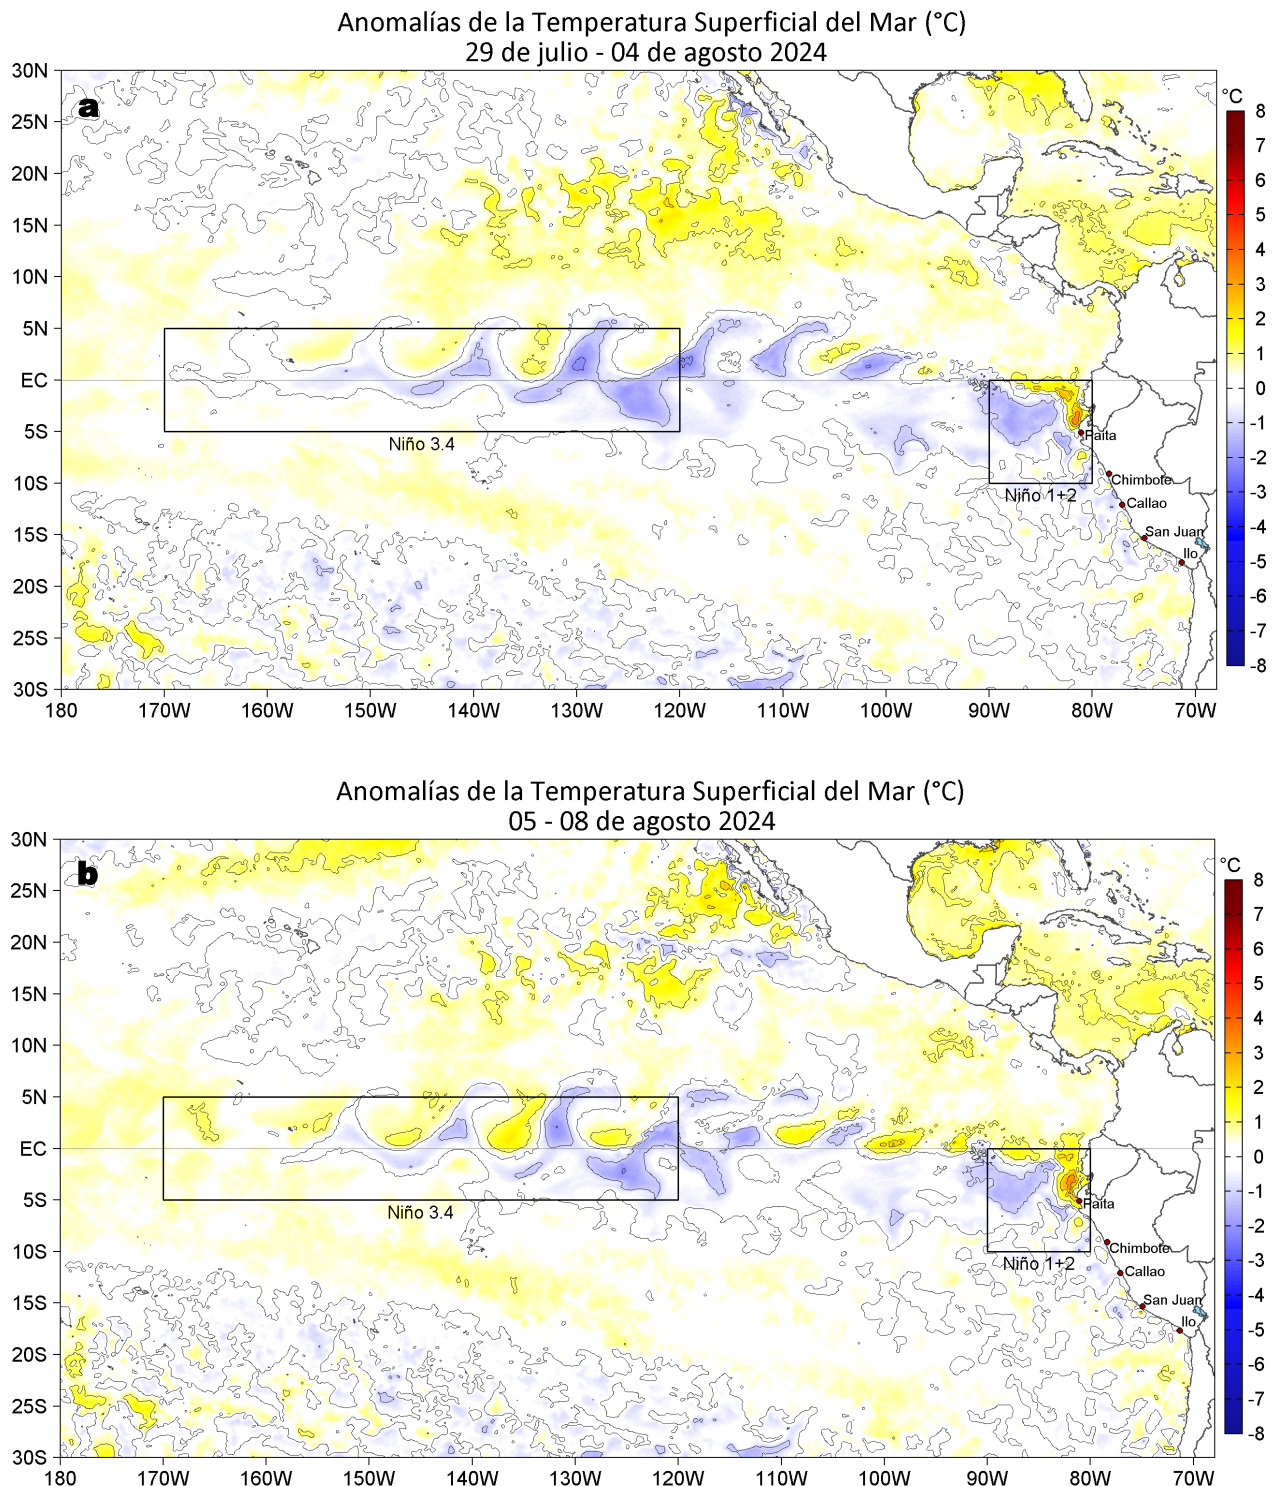 Anomalías de la Temperatura Superficial del Mar (°C)
29 de julio - 04 de agosto 2024
a
30N
25N
20N
15N
10N
5N
EC
5S
10S
15S
20S
25S
30S
180
170W
160W
150W
140W
130W
120W
110W
100W
90W
80W
70W
Niño 3.4
Niño 1+2
Paita
Chimbote
Callao
San Juan
Ilo
°C
8
7
6
5
4
3
2
1
0
-1
-2
-3
-4
-5
-6
-7
-8
Anomalías de la Temperatura Superficial del Mar (°C)
05 - 08 de agosto 2024
b
30N
25N
20N
15N
10N
5N
EC
5S
10S
15S
20S
25S
30S
180
170W
160W
150W
140W
130W
120W
110W
100W
90W
80W
70W
Niño 3.4
Niño 1+2
Paita
Chimbote
Callao
San Juan
Ilo
°C
8
7
6
5
4
3
2
1
0
-1
-2
-3
-4
-5
-6
-7
-8